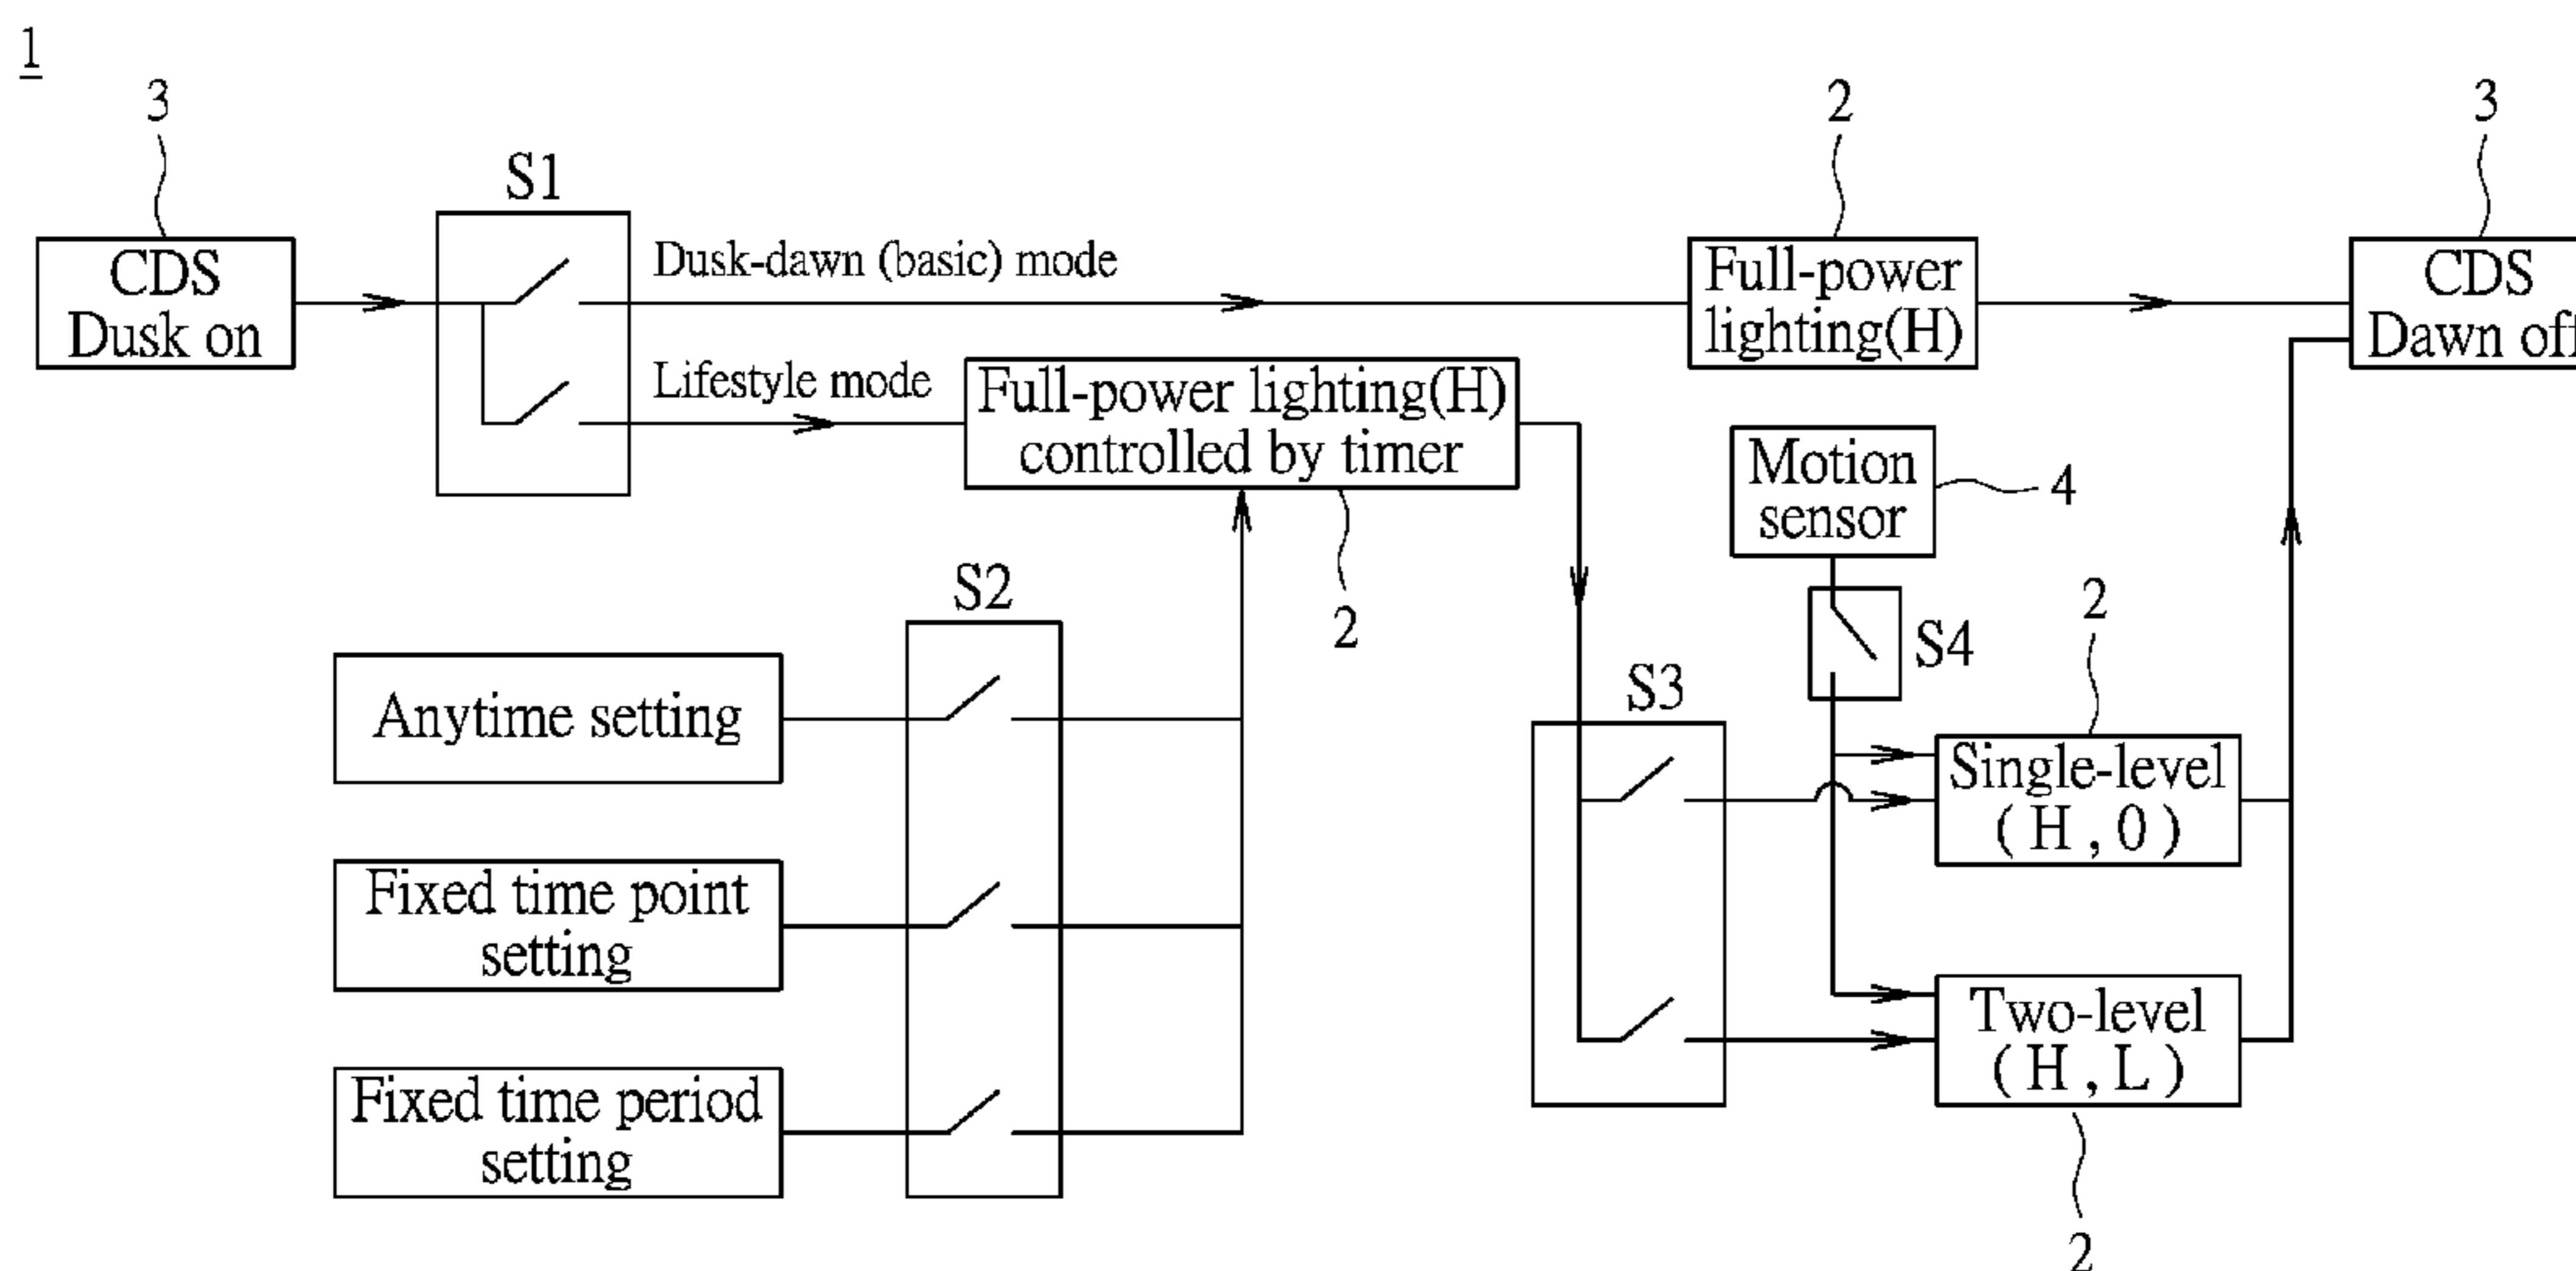 1
3
2
3
S1
CDS
Dusk on
Dusk-dawn (basic) mode
Full-power
lighting(H)
CDS
Dawn off
Lifestyle mode
Full-power lighting(H)
controlled by timer
Motion
sensor
4
2
S2
2
S4
S3
Anytime setting
Single-level
( H , 0 )
Fixed time point
setting
Two-level
( H , L )
Fixed time period
setting
2